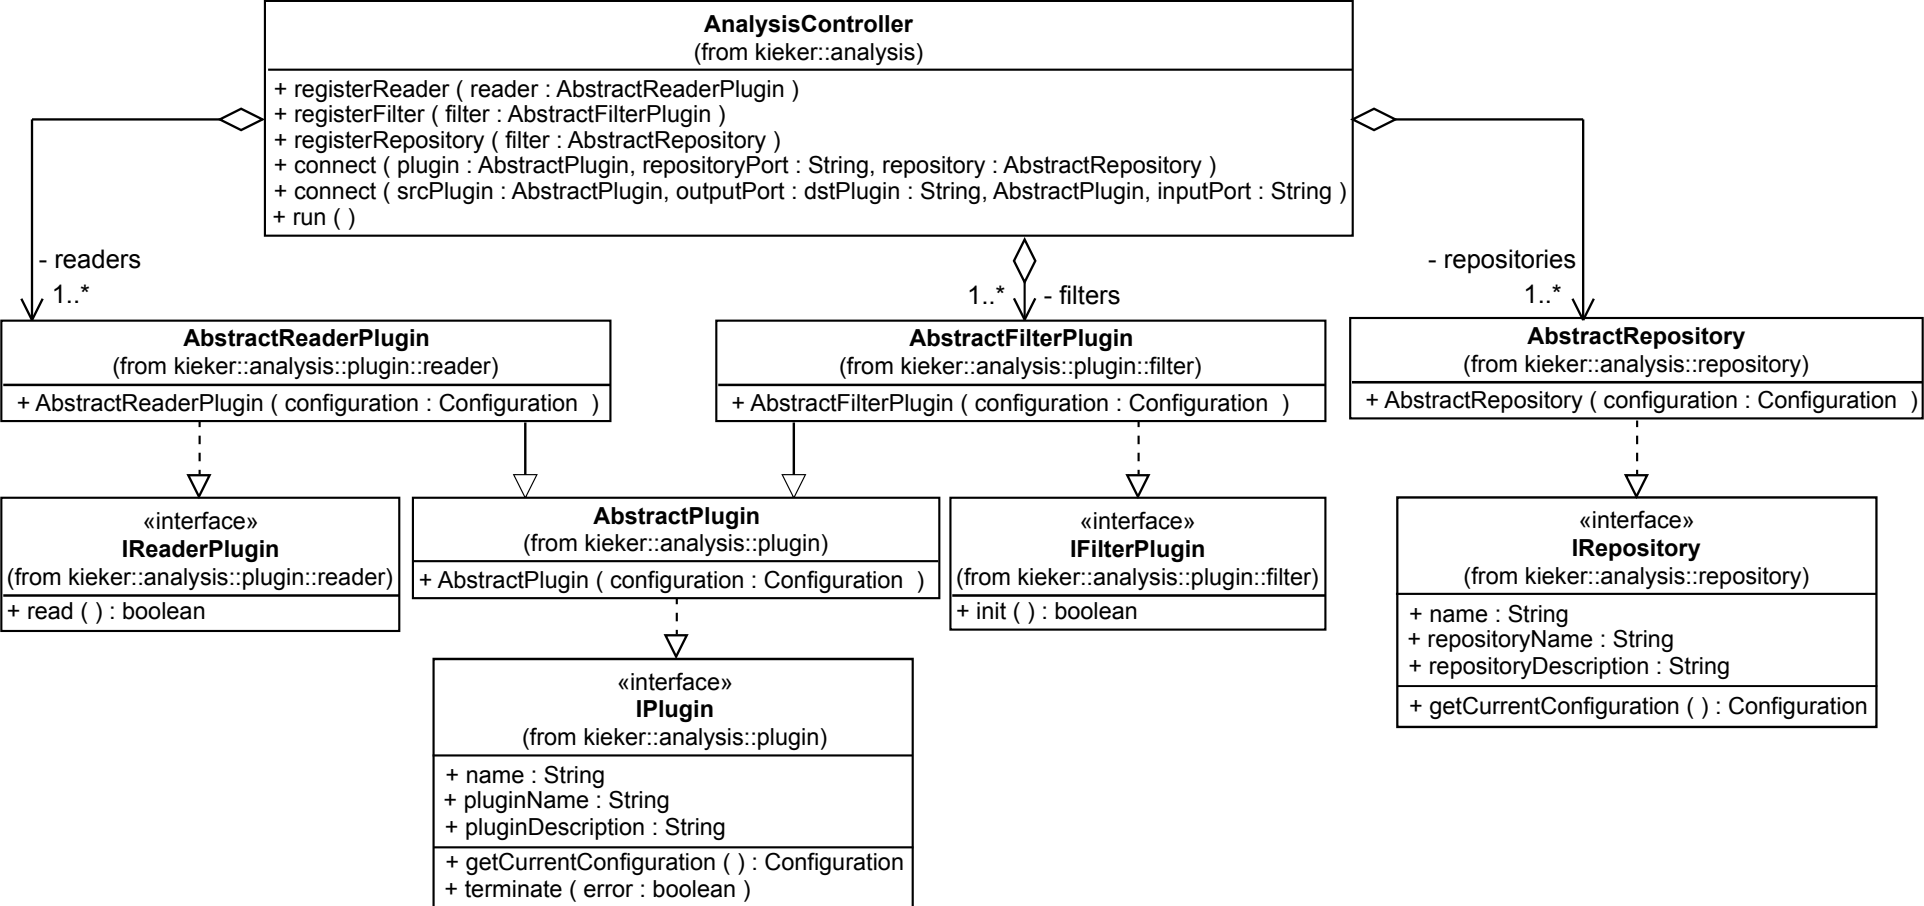 AnalysisController
(from kieker::analysis)
+ registerReader ( reader : AbstractReaderPlugin )
+ registerFilter ( filter : AbstractFilterPlugin )
+ registerRepository ( filter : AbstractRepository )
+ connect ( plugin : AbstractPlugin, repositoryPort : String, repository : AbstractRepository )
+ connect ( srcPlugin : AbstractPlugin, outputPort : dstPlugin : String, AbstractPlugin, inputPort : String )
+ run ( )
- readers
1..*
1..*
- filters
- repositories
1..*
AbstractReaderPlugin
(from kieker::analysis::plugin::reader)
+ AbstractReaderPlugin ( configuration : Configuration )
AbstractFilterPlugin
(from kieker::analysis::plugin::filter)
+ AbstractFilterPlugin ( configuration : Configuration )
AbstractRepository
(from kieker::analysis::repository)
+ AbstractRepository ( configuration : Configuration )
«interface»
IReaderPlugin
(from kieker::analysis::plugin::reader)
+ read ( ) : boolean
AbstractPlugin
(from kieker::analysis::plugin)
+ AbstractPlugin ( configuration : Configuration )
«interface»
IFilterPlugin
(from kieker::analysis::plugin::filter)
+ init ( ) : boolean
«interface»
IRepository
(from kieker::analysis::repository)
+ name : String
+ repositoryName : String
+ repositoryDescription : String
+ getCurrentConfiguration ( ) : Configuration
«interface»
IPlugin
(from kieker::analysis::plugin)
+ name : String
+ pluginName : String
+ pluginDescription : String
+ getCurrentConfiguration ( ) : Configuration
+ terminate ( error : boolean )